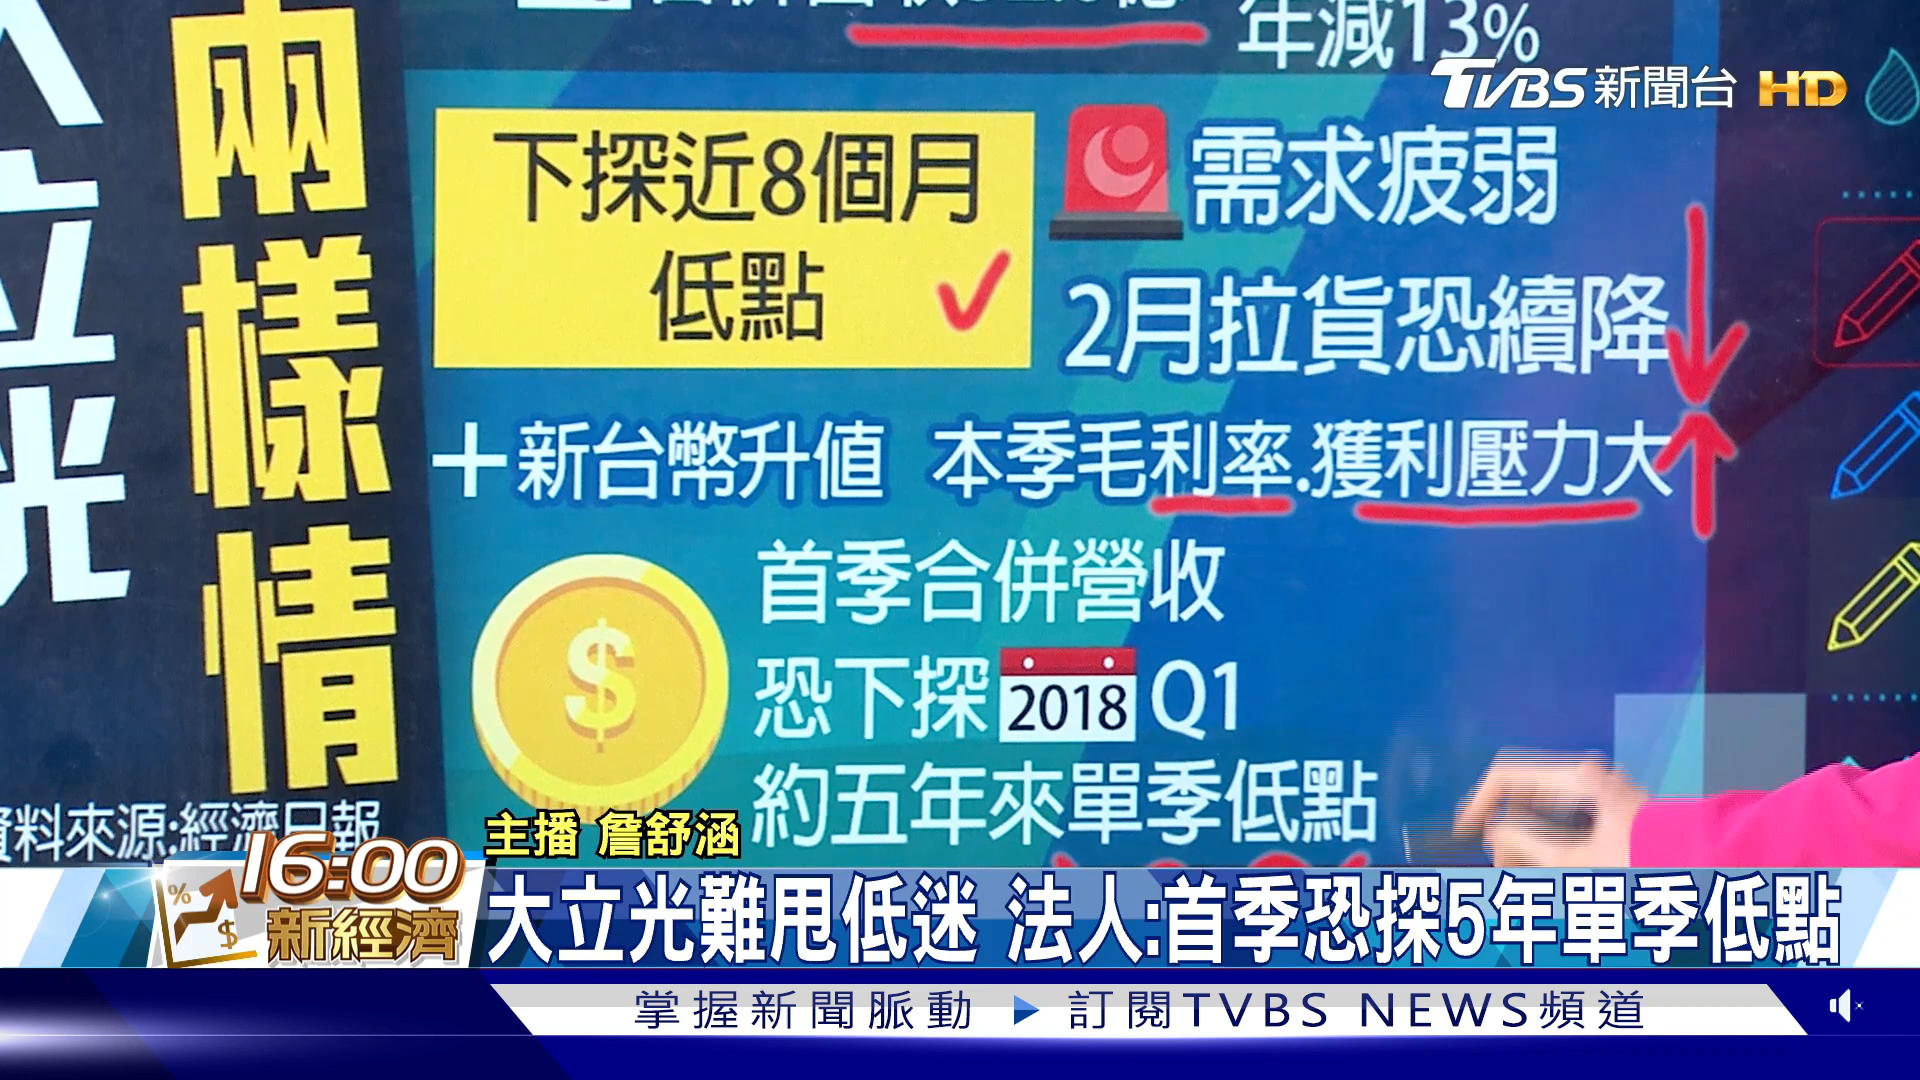 年減13%
TVBS新聞台 HD
立光
兩樣情
下探近8個月
低點
需求疲弱
2月拉貨恐續降
＋新台幣升值 本季毛利率.獲利壓力大
首季合併營收
恐下探 2018 Q1
約五年來單季低點
資料來源:經濟日報
主播 詹舒涵
% $
16:00
新經濟
大立光難甩低迷 法人:首季恐探5年單季低點
掌握新聞脈動 ▶ 訂閱TVBS NEWS頻道